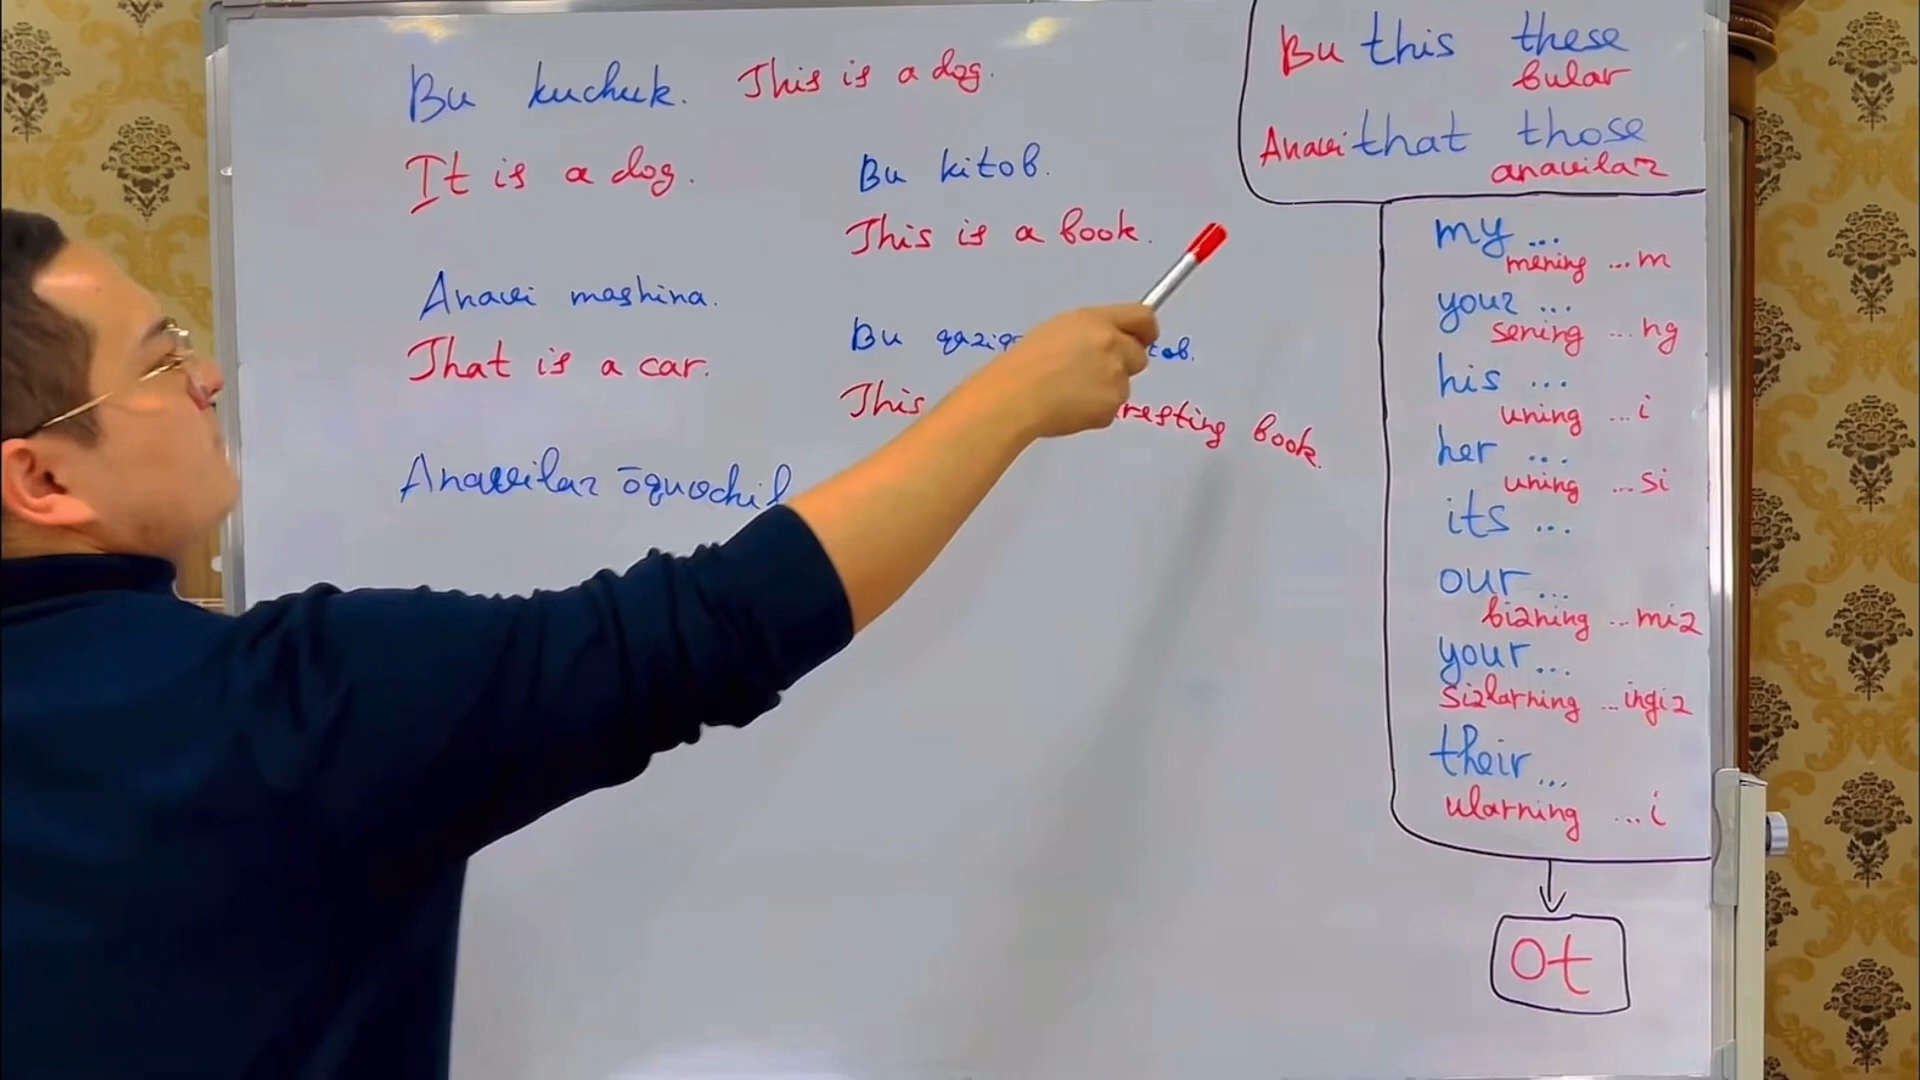 Bu kuchuk. This is a dog.
It is a dog.
Anavi mashina.
That is a car.
Anavilar
Bu kitob.
This is a book.
Bu
This book.
Bu this these
bular
Anavi that those
anavilar
my ...
mening ...m
your ...
sening ...ng
his ...
uning ...i
her ...
uning ...si
its ...
our ...
bizning ...miz
your ...
sizlarning ...ingiz
their ...
ularning ...i
Ot